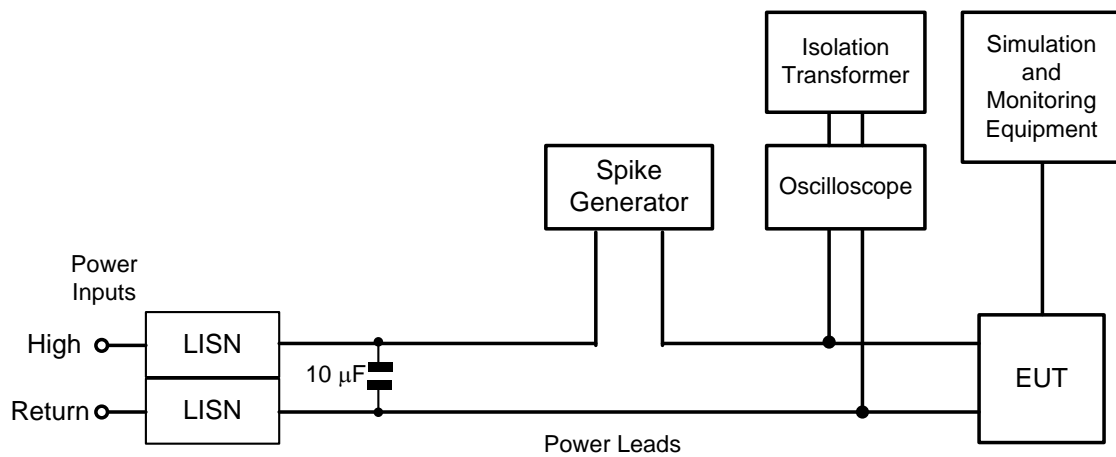 Isolation
Transformer
Simulation
and
Monitoring
Equipment
Spike
Generator
Oscilloscope
Power
Inputs
High
LISN
10 μF
EUT
Return
LISN
Power Leads